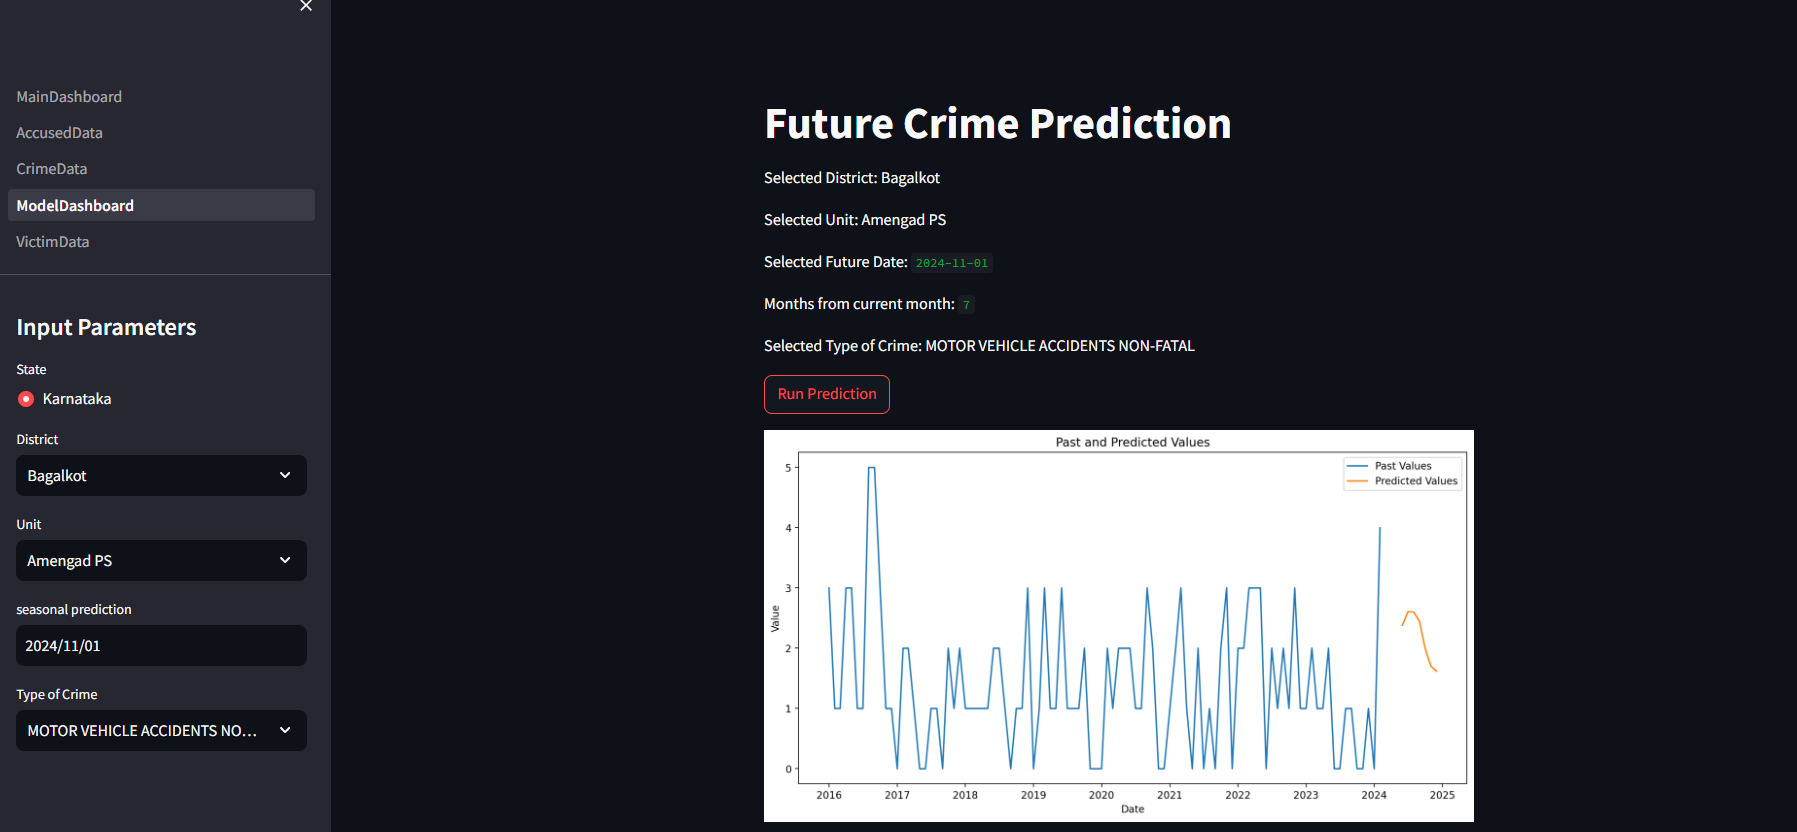 MainDashboard
AccusedData
CrimeData
ModelDashboard
VictimData
Input Parameters
State
Karnataka
District
Bagalkot
Unit
Amengad PS
seasonal prediction
2024/11/01
Type of Crime
MOTOR VEHICLE ACCIDENTS NO...
Future Crime Prediction
Selected District: Bagalkot
Selected Unit: Amengad PS
Selected Future Date: 2024-11-01
Months from current month: 7
Selected Type of Crime: MOTOR VEHICLE ACCIDENTS NON-FATAL
Run Prediction
Past and Predicted Values
Past Values
Predicted Values
5
4
3
2
1
0
Value
2016 2017 2018 2019 2020 2021 2022 2023 2024 2025
Date